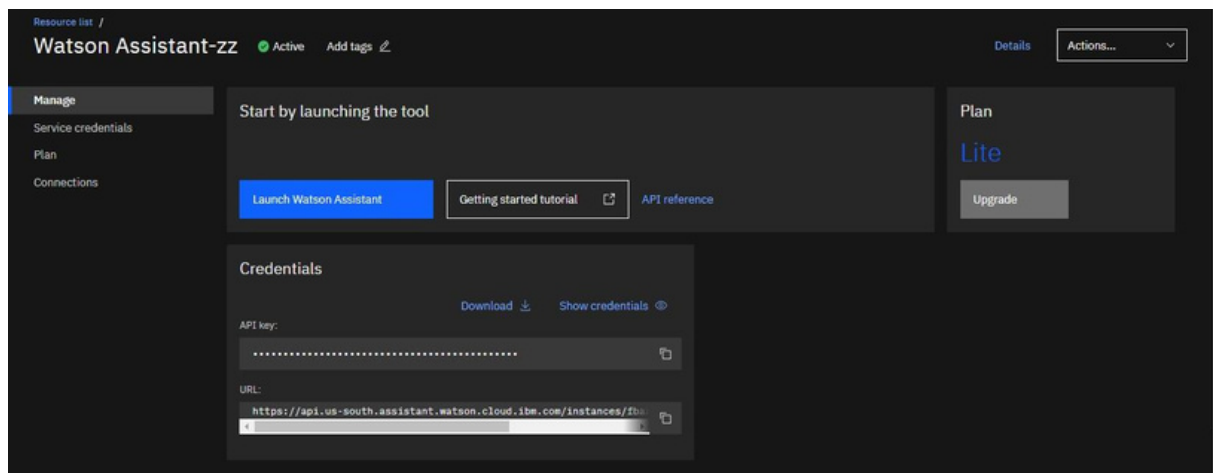 Resource list /
Watson Assistant-zz Active Add tags Details Actions...
Manage
Service credentials
Plan
Connections
Start by launching the tool
Launch Watson Assistant Getting started tutorial API reference
Plan
Lite
Upgrade
Credentials
Download Show credentials
API key:
••••••••••••••••••••••••••••••••••••••••••••
URL:
https://api.us-south.assistant.watson.cloud.ibm.com/instances/fba